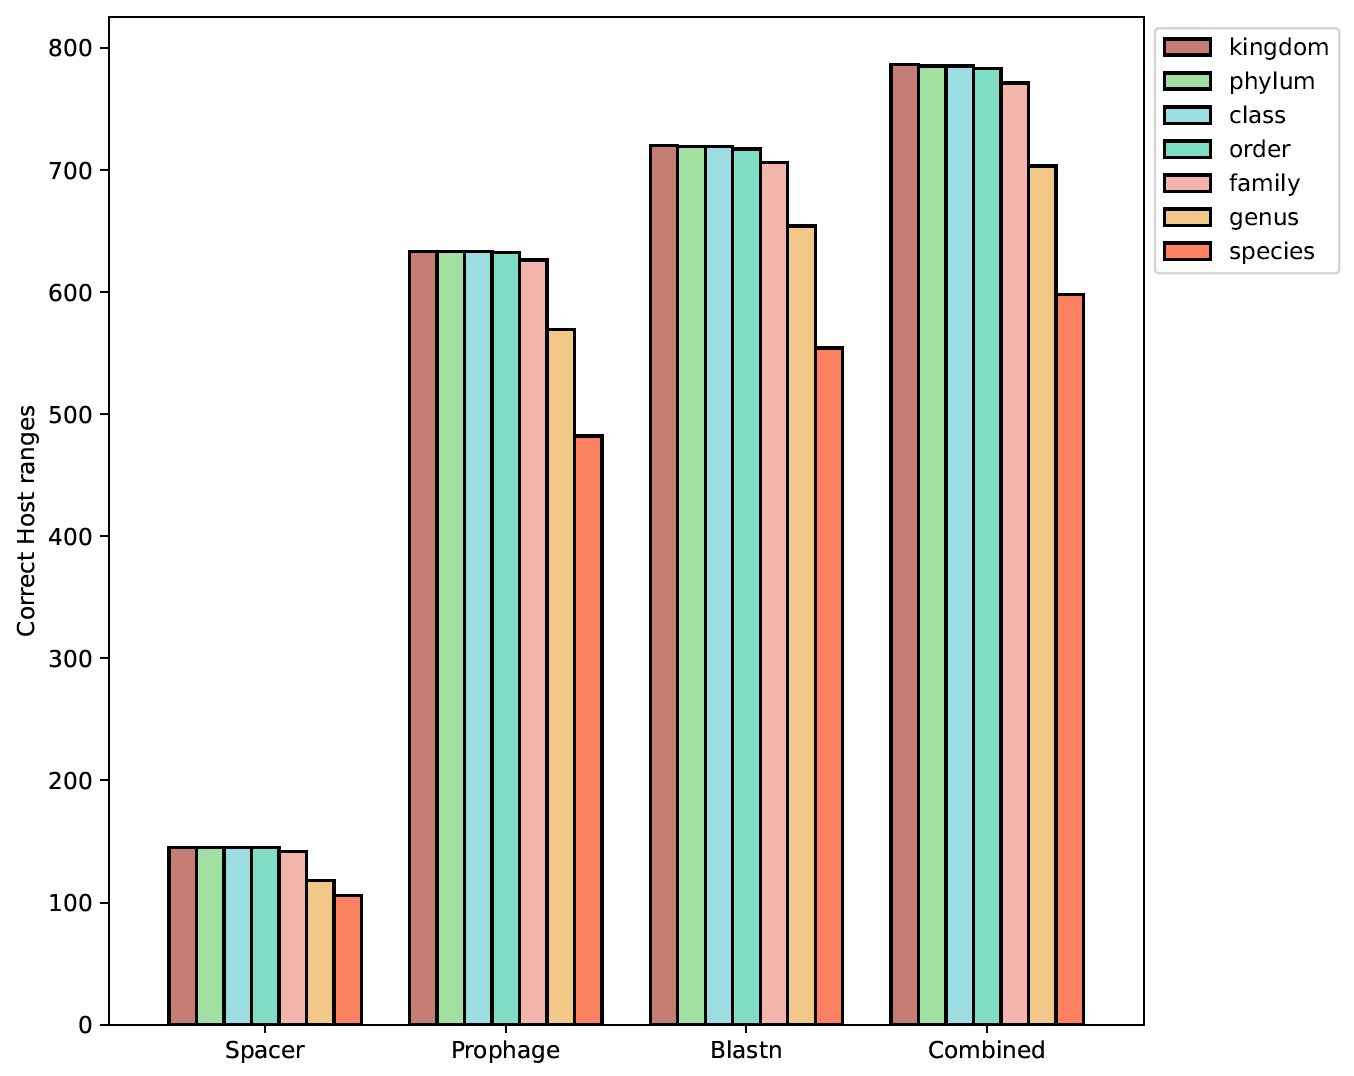 800
700
600
500
400
300
200
100
0
Correct Host ranges
Spacer
Prophage
Blastn
Combined
kingdom
phylum
class
order
family
genus
species